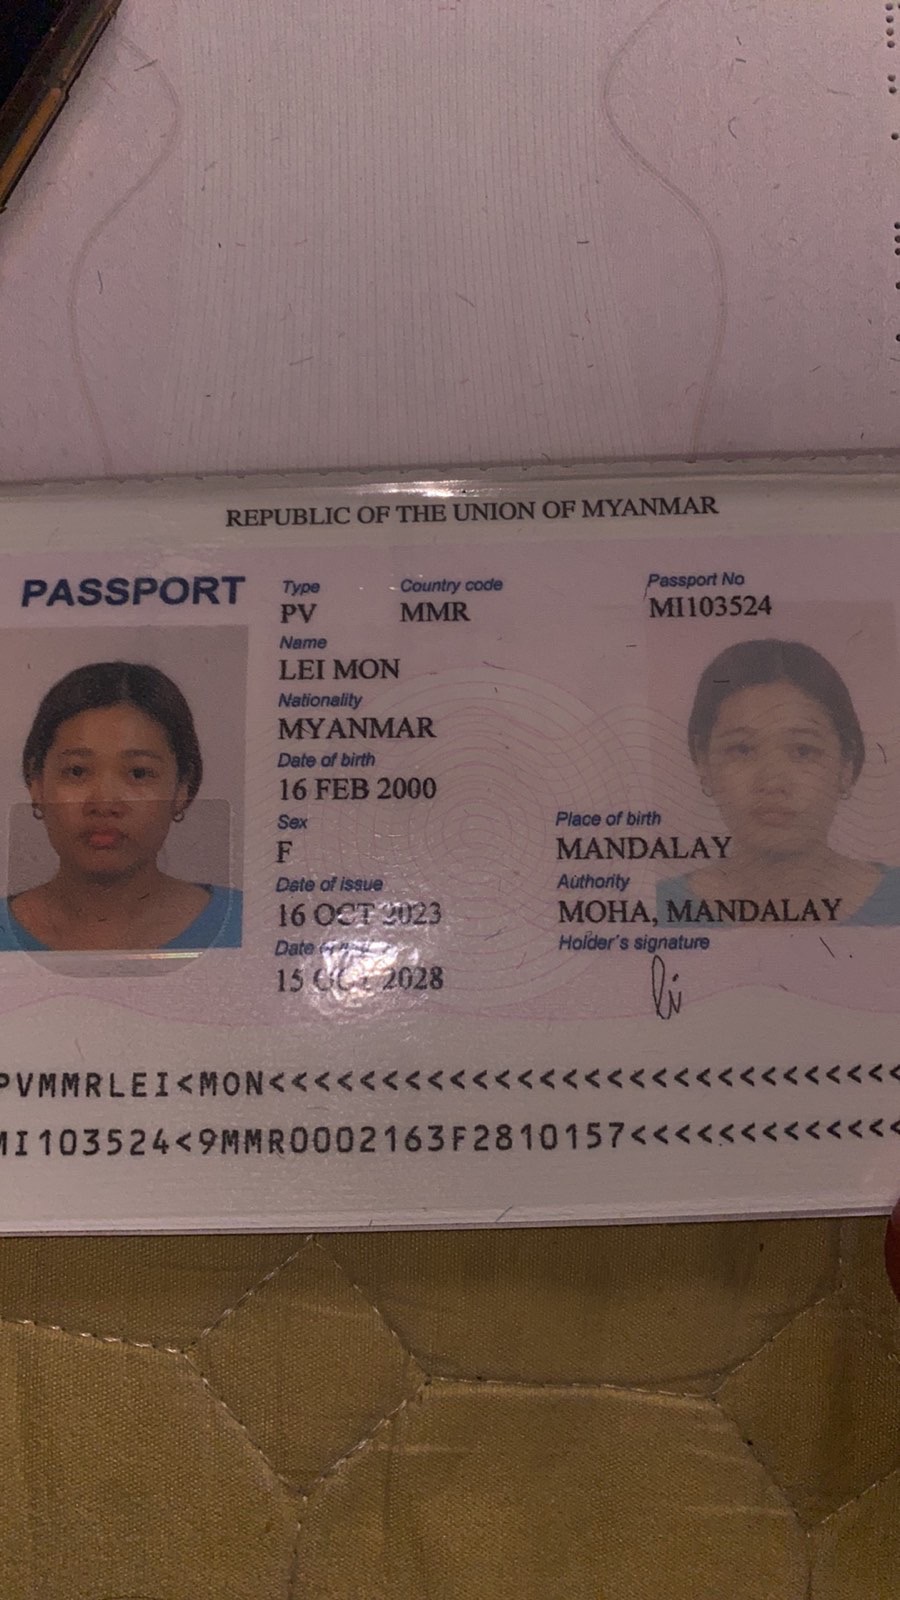 REPUBLIC OF THE UNION OF MYANMAR
PASSPORT
Type Country code Passport No
PV MMR MI103524
Name
LEI MON
Nationality
MYANMAR
Date of birth
16 FEB 2000
Sex Place of birth
F MANDALAY
Date of issue Authority
16 OCT 2023 MOHA, MANDALAY
Date Holder's signature
15 OCT 2028 li
PVMMRLEI<MON<<<<<<<<<<<<<<<<<<<<<<<<<<<<<
MI103524<9MMR0002163F2810157<<<<<<<<<<<<<